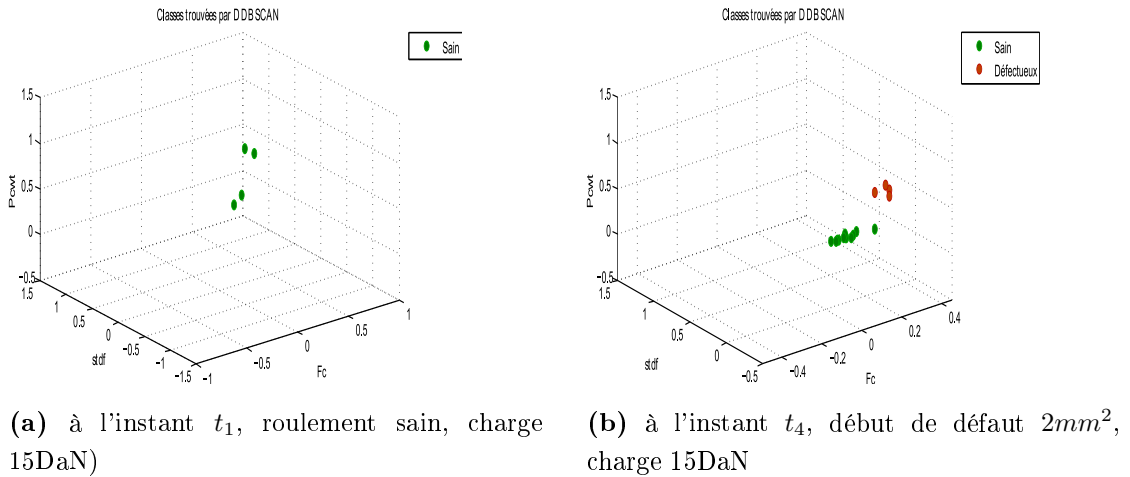 Classes trouvées par DDBSCAN
Sain
1.5
1
0.5
0
−0.5
Powt
1.5
1
0.5
0
−0.5
−1
−1.5
stdf
−1
−0.5
0
0.5
1
Fc
(a) à l'instant t₁, roulement sain, charge
15DaN)
Classes trouvées par DDBSCAN
Sain
Défectueux
1.5
1
0.5
0
−0.5
Powt
1.5
1
0.5
0
−0.5
stdf
−0.4
−0.2
0
0.2
0.4
Fc
(b) à l'instant t₄, début de défaut 2mm²,
charge 15DaN